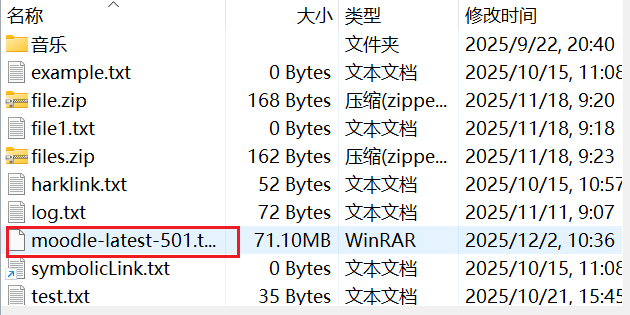 名称 大小 类型 修改时间
音乐 文件夹 2025/9/22, 20:40
example.txt 0 Bytes 文本文档 2025/10/15, 11:08
file.zip 168 Bytes 压缩(zippe... 2025/11/18, 9:20
file1.txt 0 Bytes 文本文档 2025/11/18, 9:18
files.zip 162 Bytes 压缩(zippe... 2025/11/18, 9:23
harklink.txt 52 Bytes 文本文档 2025/10/15, 10:57
log.txt 72 Bytes 文本文档 2025/11/11, 9:07
moodle-latest-501.t... 71.10MB WinRAR 2025/12/2, 10:36
symbolicLink.txt 0 Bytes 文本文档 2025/10/15, 11:08
test.txt 35 Bytes 文本文档 2025/10/21, 15:45